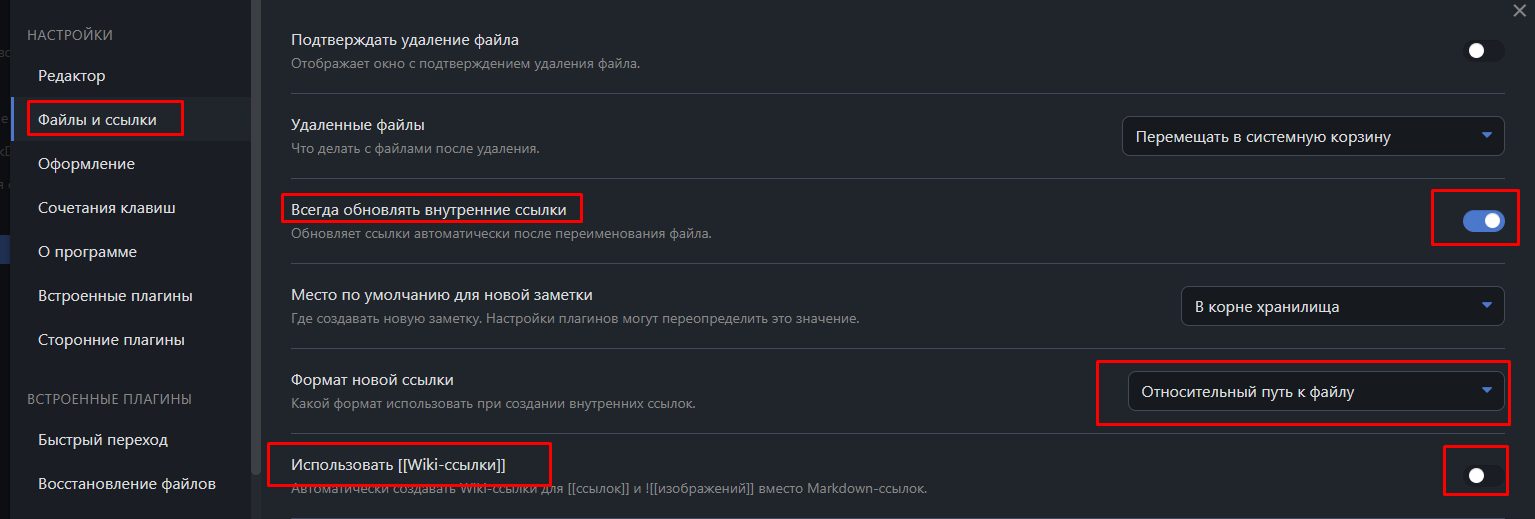 НАСТРОЙКИ
Редактор
Файлы и ссылки
Оформление
Сочетания клавиш
О программе
Встроенные плагины
Сторонние плагины
ВСТРОЕННЫЕ ПЛАГИНЫ
Быстрый переход
Восстановление файлов
Подтверждать удаление файла
Отображает окно с подтверждением удаления файла.
Удаленные файлы
Что делать с файлами после удаления.
Перемещать в системную корзину
Всегда обновлять внутренние ссылки
Обновляет ссылки автоматически после переименования файла.
Место по умолчанию для новой заметки
Где создавать новую заметку. Настройки плагинов могут переопределить это значение.
В корне хранилища
Формат новой ссылки
Какой формат использовать при создании внутренних ссылок.
Относительный путь к файлу
Использовать [[Wiki-ссылки]]
Автоматически создавать Wiki-ссылки для [[ссылок]] и ![[изображений]] вместо Markdown-ссылок.